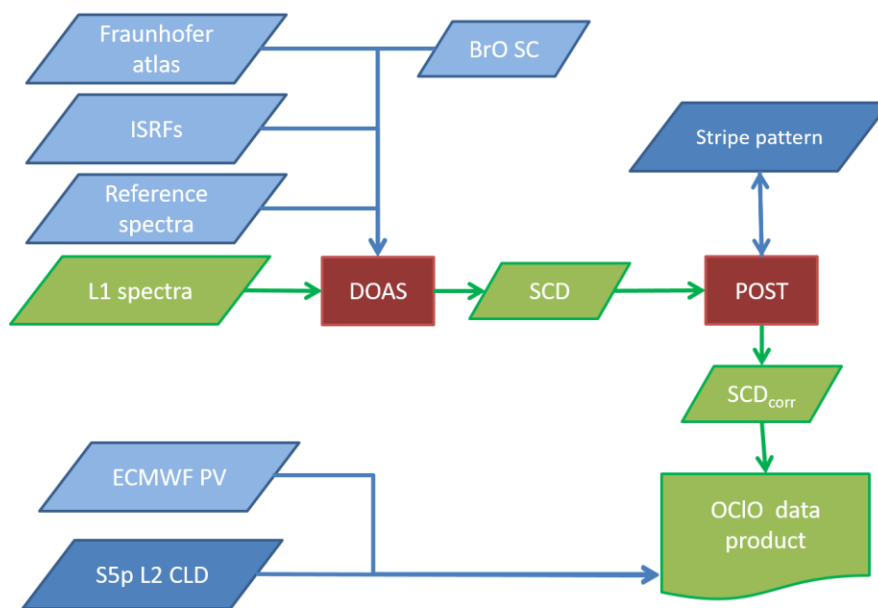 Fraunhofer
atlas
BrO SC
ISRFs
Stripe pattern
Reference
spectra
L1 spectra
DOAS
SCD
POST
SCDcorr
ECMWF PV
OClO data
product
S5p L2 CLD